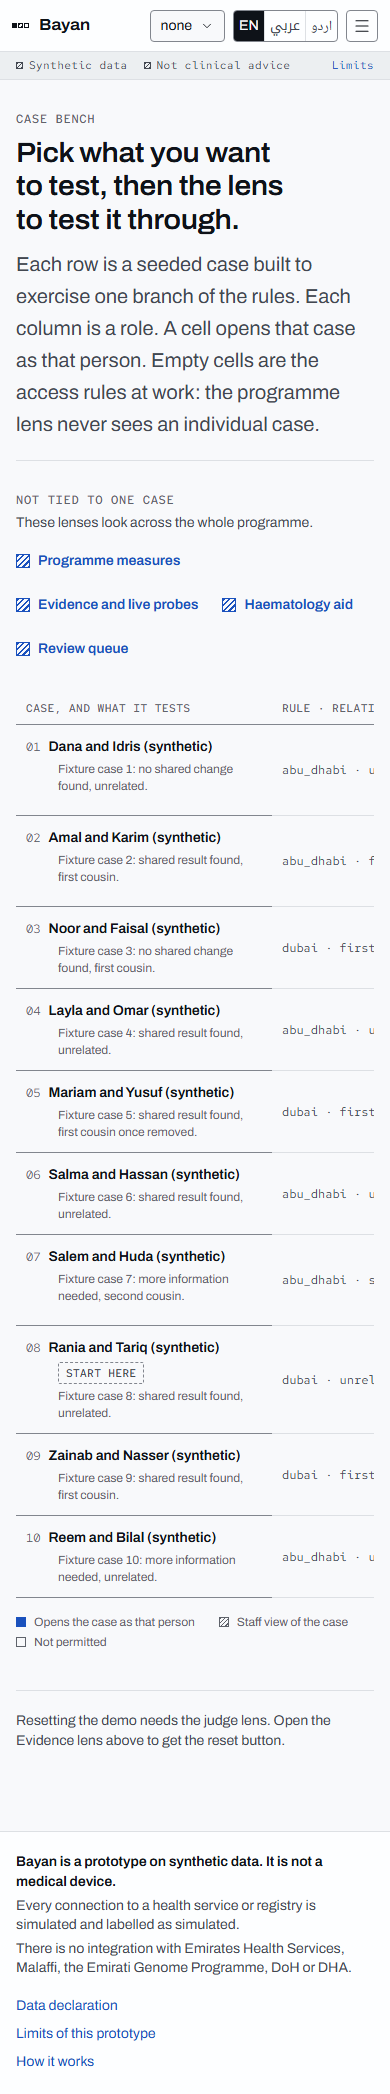 Bayan
none
EN عربي اردو
Synthetic data Not clinical advice Limits
CASE BENCH
Pick what you want
to test, then the lens
to test it through.
Each row is a seeded case built to
exercise one branch of the rules. Each
column is a role. A cell opens that case
as that person. Empty cells are the
access rules at work: the programme
lens never sees an individual case.
NOT TIED TO ONE CASE
These lenses look across the whole programme.
Programme measures
Evidence and live probes Haematology aid
Review queue
CASE, AND WHAT IT TESTS RULE · RELATI
01 Dana and Idris (synthetic)
Fixture case 1: no shared change
found, unrelated.
abu_dhabi · u
02 Amal and Karim (synthetic)
Fixture case 2: shared result found,
first cousin.
abu_dhabi · f
03 Noor and Faisal (synthetic)
Fixture case 3: no shared change
found, first cousin.
dubai · first
04 Layla and Omar (synthetic)
Fixture case 4: shared result found,
unrelated.
abu_dhabi · u
05 Mariam and Yusuf (synthetic)
Fixture case 5: shared result found,
first cousin once removed.
dubai · first
06 Salma and Hassan (synthetic)
Fixture case 6: shared result found,
unrelated.
abu_dhabi · u
07 Salem and Huda (synthetic)
Fixture case 7: more information
needed, second cousin.
abu_dhabi · s
08 Rania and Tariq (synthetic)
START HERE
Fixture case 8: shared result found,
unrelated.
dubai · unrel
09 Zainab and Nasser (synthetic)
Fixture case 9: shared result found,
first cousin.
dubai · first
10 Reem and Bilal (synthetic)
Fixture case 10: more information
needed, unrelated.
abu_dhabi · u
Opens the case as that person Staff view of the case
Not permitted
Resetting the demo needs the judge lens. Open the
Evidence lens above to get the reset button.
Bayan is a prototype on synthetic data. It is not a
medical device.
Every connection to a health service or registry is
simulated and labelled as simulated.
There is no integration with Emirates Health Services,
Malaffi, the Emirati Genome Programme, DoH or DHA.
Data declaration
Limits of this prototype
How it works